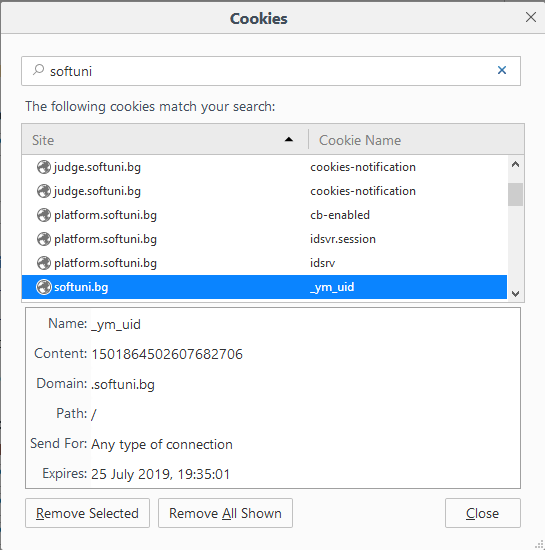 Cookies
softuni
The following cookies match your search:
Site Cookie Name
judge.softuni.bg cookies-notification
judge.softuni.bg cookies-notification
platform.softuni.bg cb-enabled
platform.softuni.bg idsvr.session
platform.softuni.bg idsrv
softuni.bg _ym_uid
Name: _ym_uid
Content: 1501864502607682706
Domain: .softuni.bg
Path: /
Send For: Any type of connection
Expires: 25 July 2019, 19:35:01
Remove Selected Remove All Shown Close